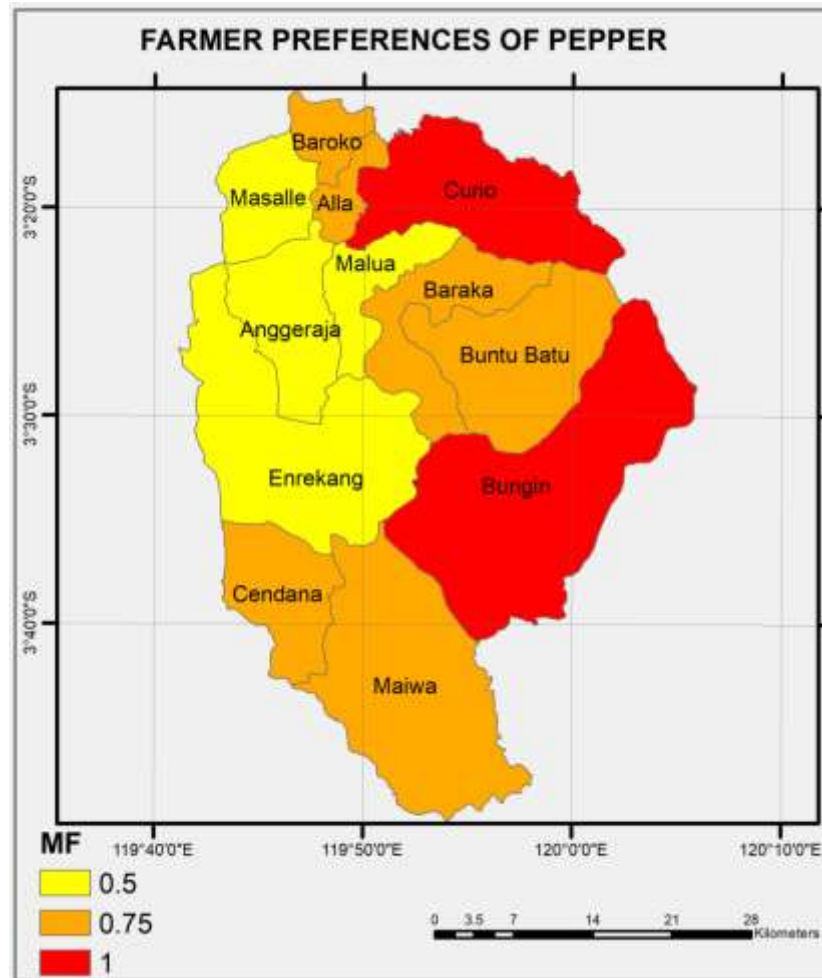 FARMER PREFERENCES OF PEPPER
Baroko
Masalle
Alla
Curio
Malua
Baraka
Anggeraja
Buntu Batu
Enrekang
Bungin
Cendana
Maiwa
3°20'0"S
3°30'0"S
3°40'0"S
119°40'0"E
119°50'0"E
120°0'0"E
120°10'0"E
MF
0.5
0.75
1
0 3.5 7 14 21 28
Kilometers